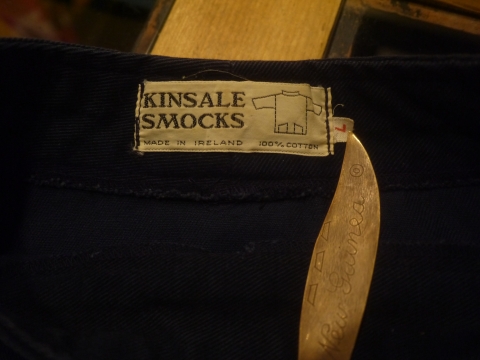 KINSALE
SMOCKS
MADE IN IRELAND 100% COTTON
L
©